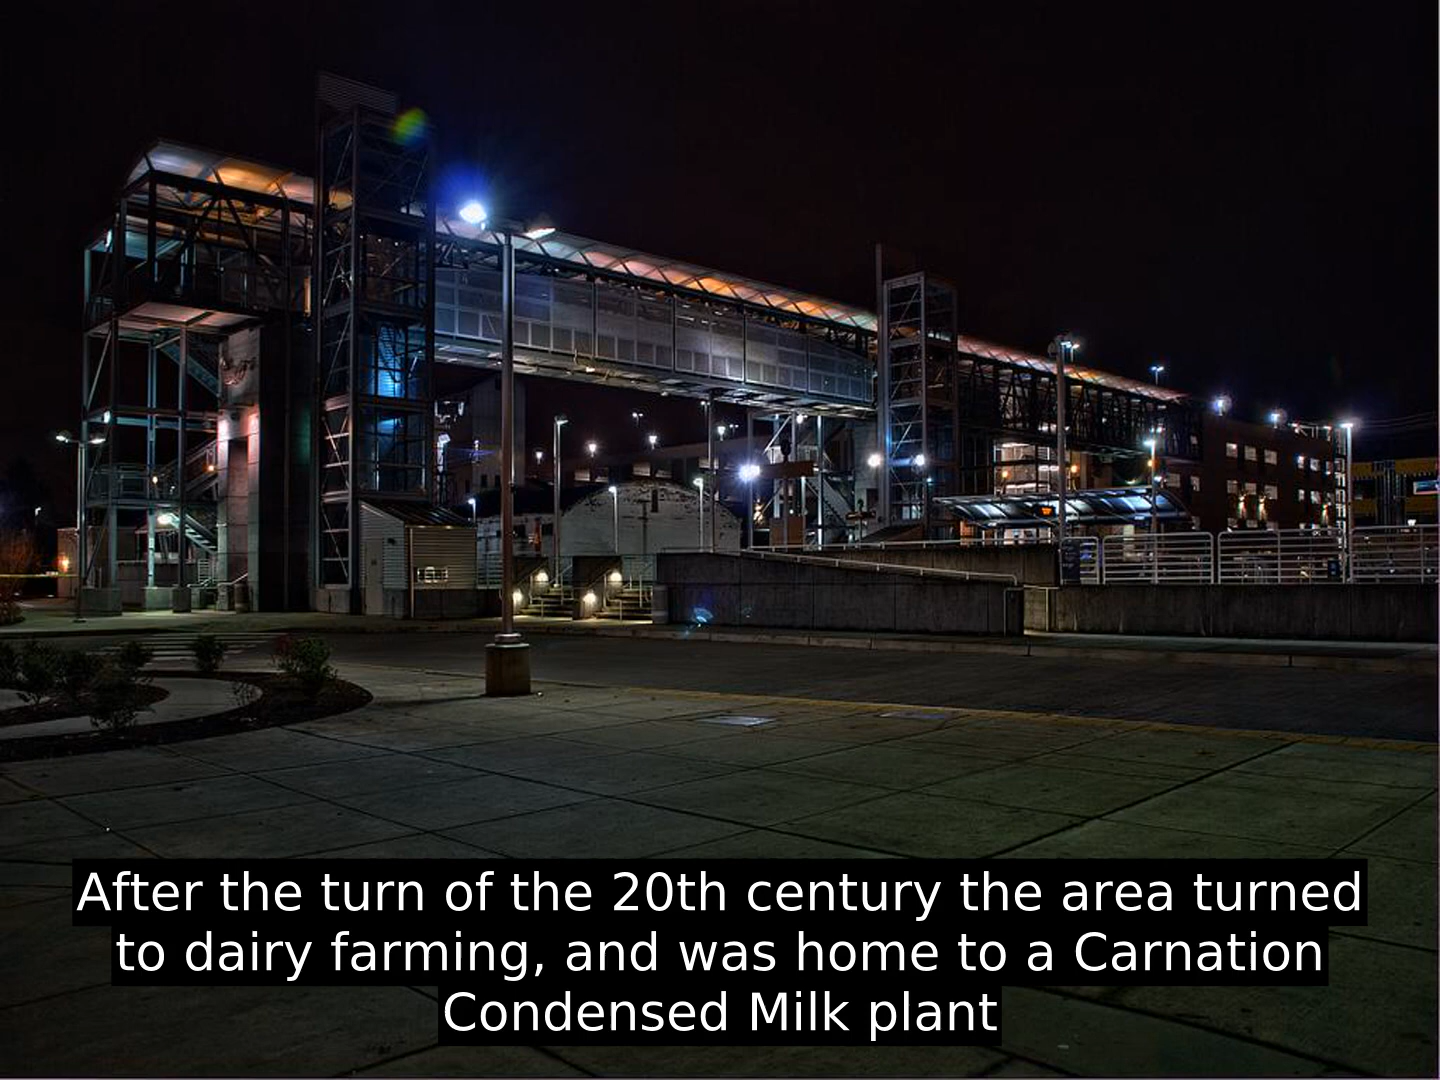 After the turn of the 20th century the area turned
to dairy farming, and was home to a Carnation
Condensed Milk plant